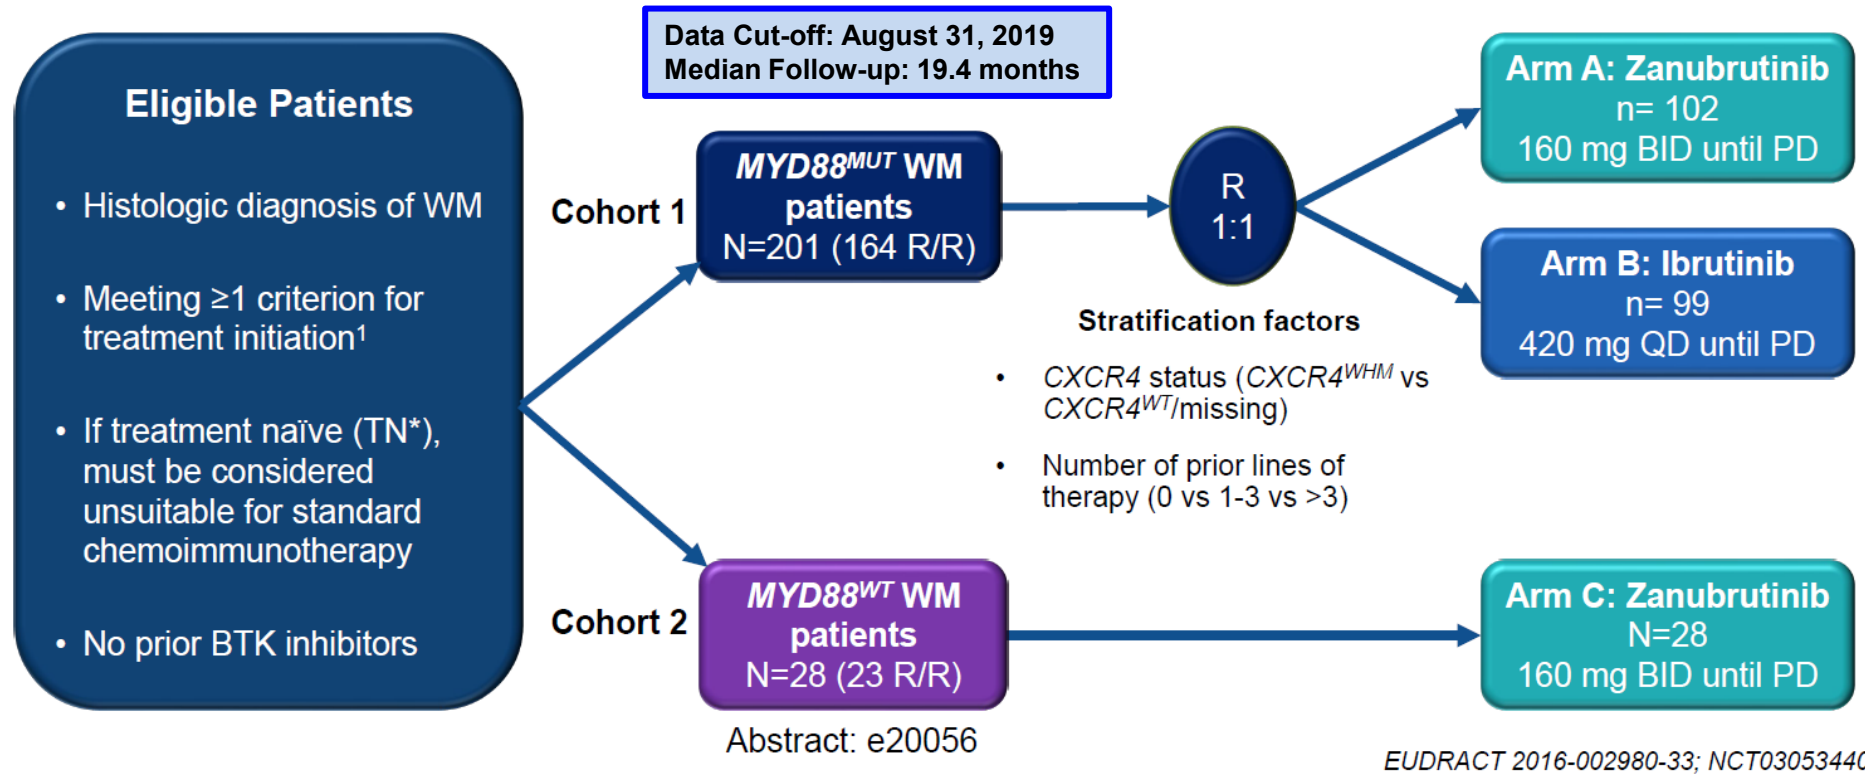 Data Cut-off: August 31, 2019
Median Follow-up: 19.4 months
Eligible Patients
• Histologic diagnosis of WM
• Meeting ≥1 criterion for
treatment initiation¹
• If treatment naïve (TN*),
must be considered
unsuitable for standard
chemoimmunotherapy
• No prior BTK inhibitors
Cohort 1
MYD88ᴹᵁᵀ WM
patients
N=201 (164 R/R)
R
1:1
Stratification factors
• CXCR4 status (CXCR4ᵂᴴᴹ vs
CXCR4ᵂᵀ/missing)
• Number of prior lines of
therapy (0 vs 1-3 vs >3)
Arm A: Zanubrutinib
n= 102
160 mg BID until PD
Arm B: Ibrutinib
n= 99
420 mg QD until PD
Cohort 2
MYD88ᵂᵀ WM
patients
N=28 (23 R/R)
Abstract: e20056
Arm C: Zanubrutinib
N=28
160 mg BID until PD
EUDRACT 2016-002980-33; NCT03053440